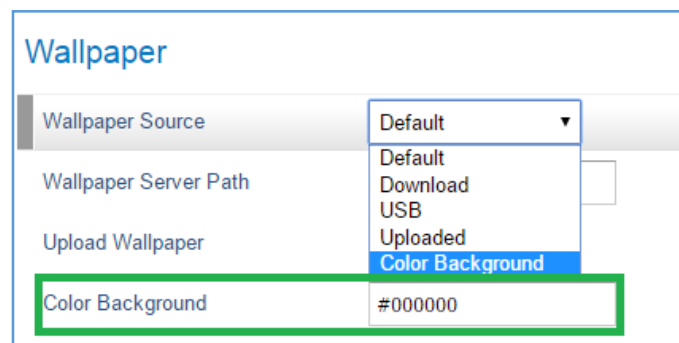 Wallpaper
Wallpaper Source
Default
Default
Wallpaper Server Path
Download
USB
Upload Wallpaper
Uploaded
Color Background
Color Background
#000000